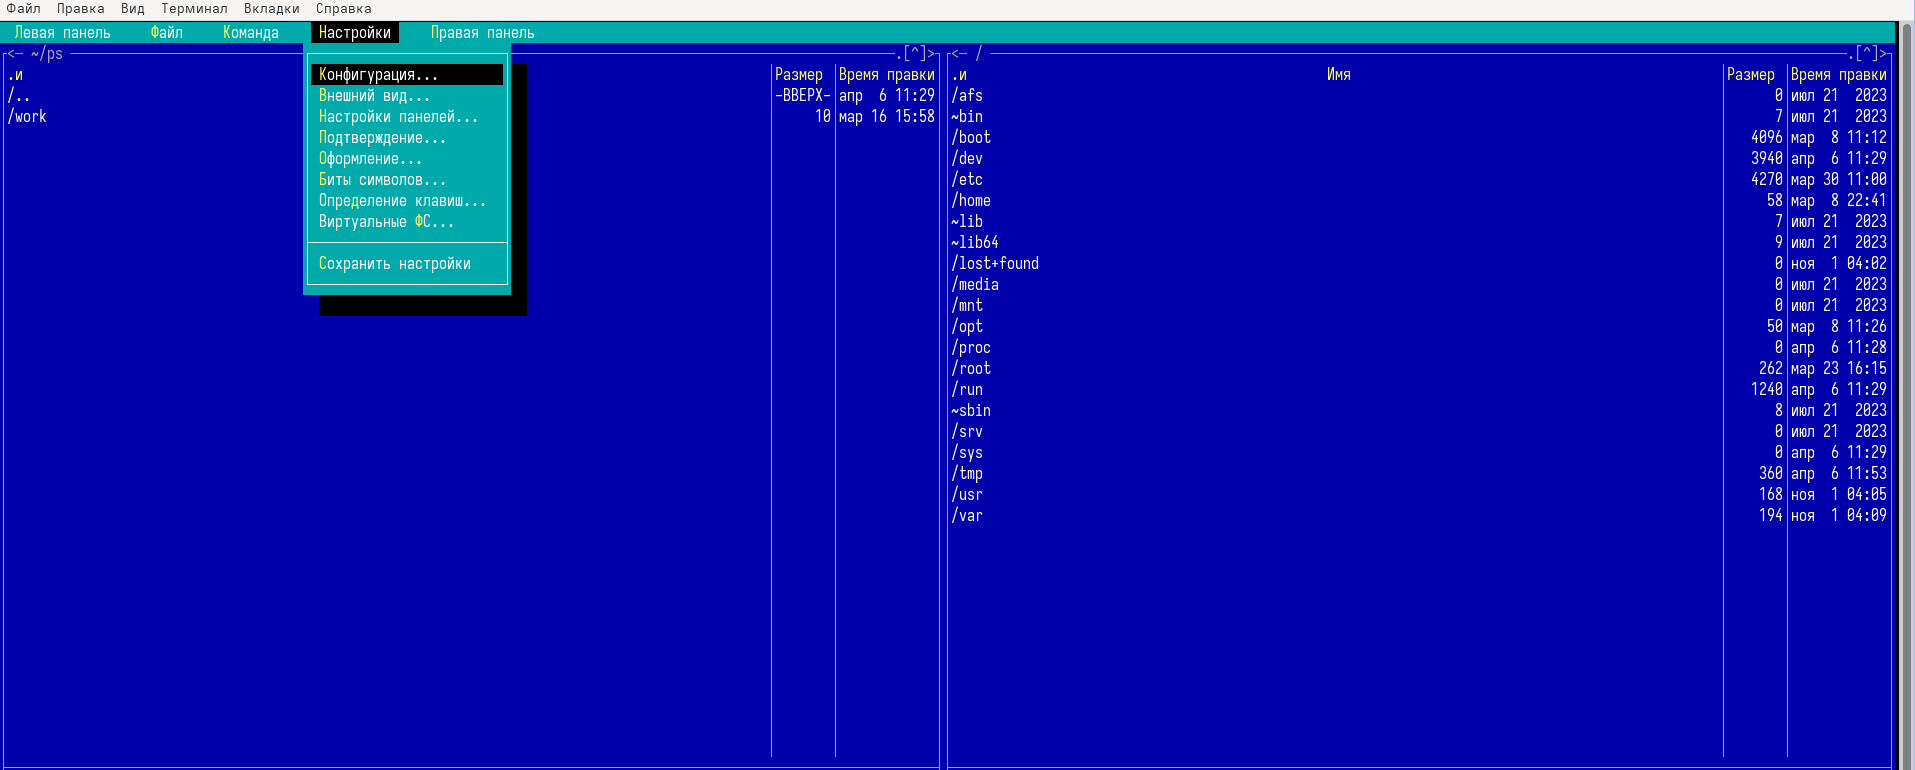 Файл Правка Вид Терминал Вкладки Справка
Левая панель Файл Команда Настройки Правая панель
<— ~/ps .[^]> <— / .[^]>
.и Размер Время правки .и Имя Размер Время правки
/.. -ВВЕРХ- апр 6 11:29
/work 10 мар 16 15:58
Конфигурация...
Внешний вид...
Настройки панелей...
Подтверждение...
Оформление...
Биты символов...
Определение клавиш...
Виртуальные ФС...
Сохранить настройки
/afs 0 июл 21 2023
~bin 7 июл 21 2023
/boot 4096 мар 8 11:12
/dev 3940 апр 6 11:29
/etc 4270 мар 30 11:00
/home 58 мар 8 22:41
~lib 7 июл 21 2023
~lib64 9 июл 21 2023
/lost+found 0 ноя 1 04:02
/media 0 июл 21 2023
/mnt 0 июл 21 2023
/opt 50 мар 8 11:26
/proc 0 апр 6 11:28
/root 262 мар 23 16:15
/run 1240 апр 6 11:29
~sbin 8 июл 21 2023
/srv 0 июл 21 2023
/sys 0 апр 6 11:29
/tmp 360 апр 6 11:53
/usr 168 ноя 1 04:05
/var 194 ноя 1 04:09